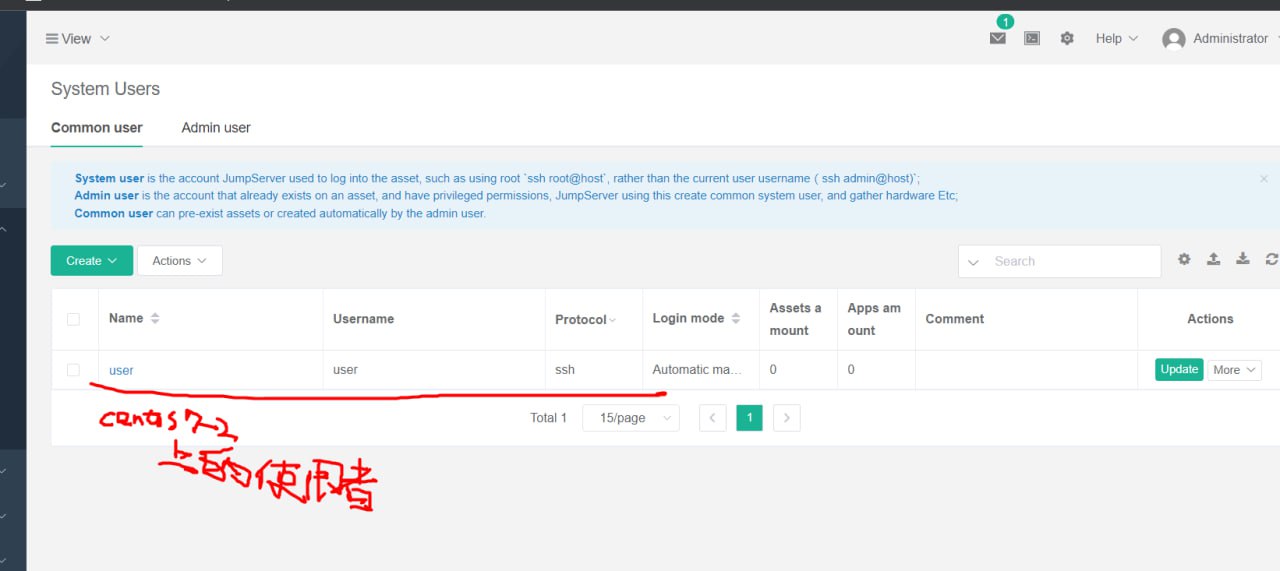 View
1
Help
Administrator
System Users
Common user
Admin user
System user is the account JumpServer used to log into the asset, such as using root `ssh root@host`, rather than the current user username ( ssh admin@host)`;
Admin user is the account that already exists on an asset, and have privileged permissions, JumpServer using this create common system user, and gather hardware Etc;
Common user can pre-exist assets or created automatically by the admin user.
Create
Actions
Search
Name
Username
Protocol
Login mode
Assets a
mount
Apps am
ount
Comment
Actions
user
user
ssh
Automatic ma...
0
0
Update
More
Total 1
15/page
1
centos7-2
上面的使用者